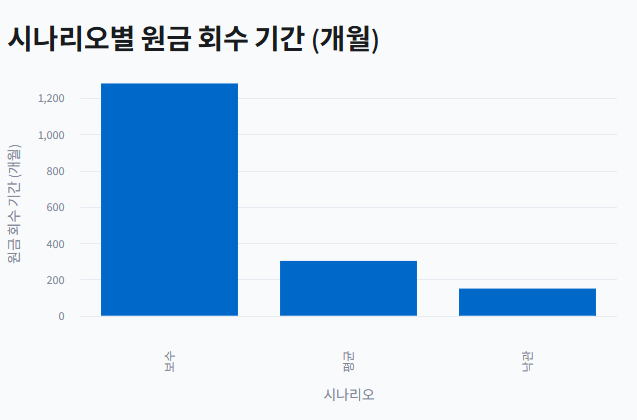 시나리오별 원금 회수 기간 (개월)
원금 회수 기간 (개월)
1,200
1,000
800
600
400
200
0
보수
평균
낙관
시나리오